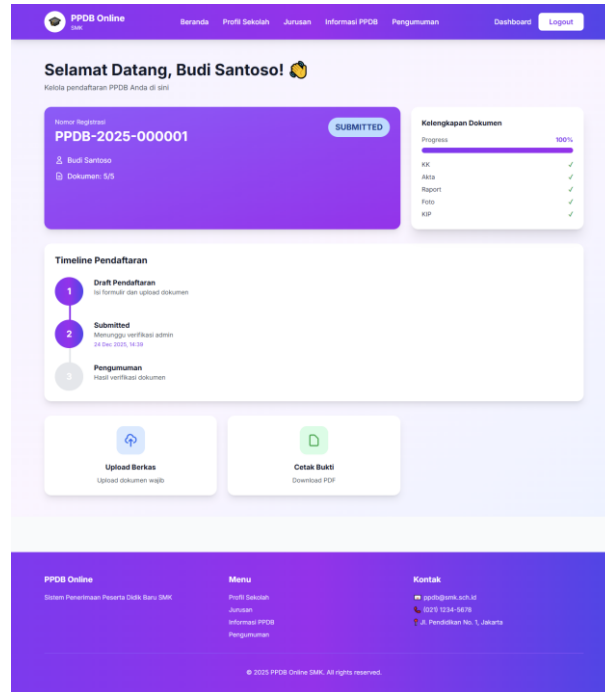 PPDB Online
SMK
Beranda Profil Sekolah Jurusan Informasi PPDB Pengumuman Dashboard Logout
Selamat Datang, Budi Santoso!
Kelola pendaftaran PPDB Anda di sini
Nomor Registrasi
PPDB-2025-000001
SUBMITTED
Budi Santoso
Dokumen: 5/5
Kelengkapan Dokumen
Progress 100%
KK ✓
Akta ✓
Raport ✓
Foto ✓
KIP ✓
Timeline Pendaftaran
1
Draft Pendaftaran
Isi formulir dan upload dokumen
2
Submitted
Menunggu verifikasi admin
24 Dec 2025, 14:39
3
Pengumuman
Hasil verifikasi dokumen
Upload Berkas
Upload dokumen wajib
Cetak Bukti
Download PDF
PPDB Online
Sistem Penerimaan Peserta Didik Baru SMK
Menu
Profil Sekolah
Jurusan
Informasi PPDB
Pengumuman
Kontak
ppdb@smk.sch.id
(021) 1234-5678
Jl. Pendidikan No. 1, Jakarta
© 2025 PPDB Online SMK. All rights reserved.